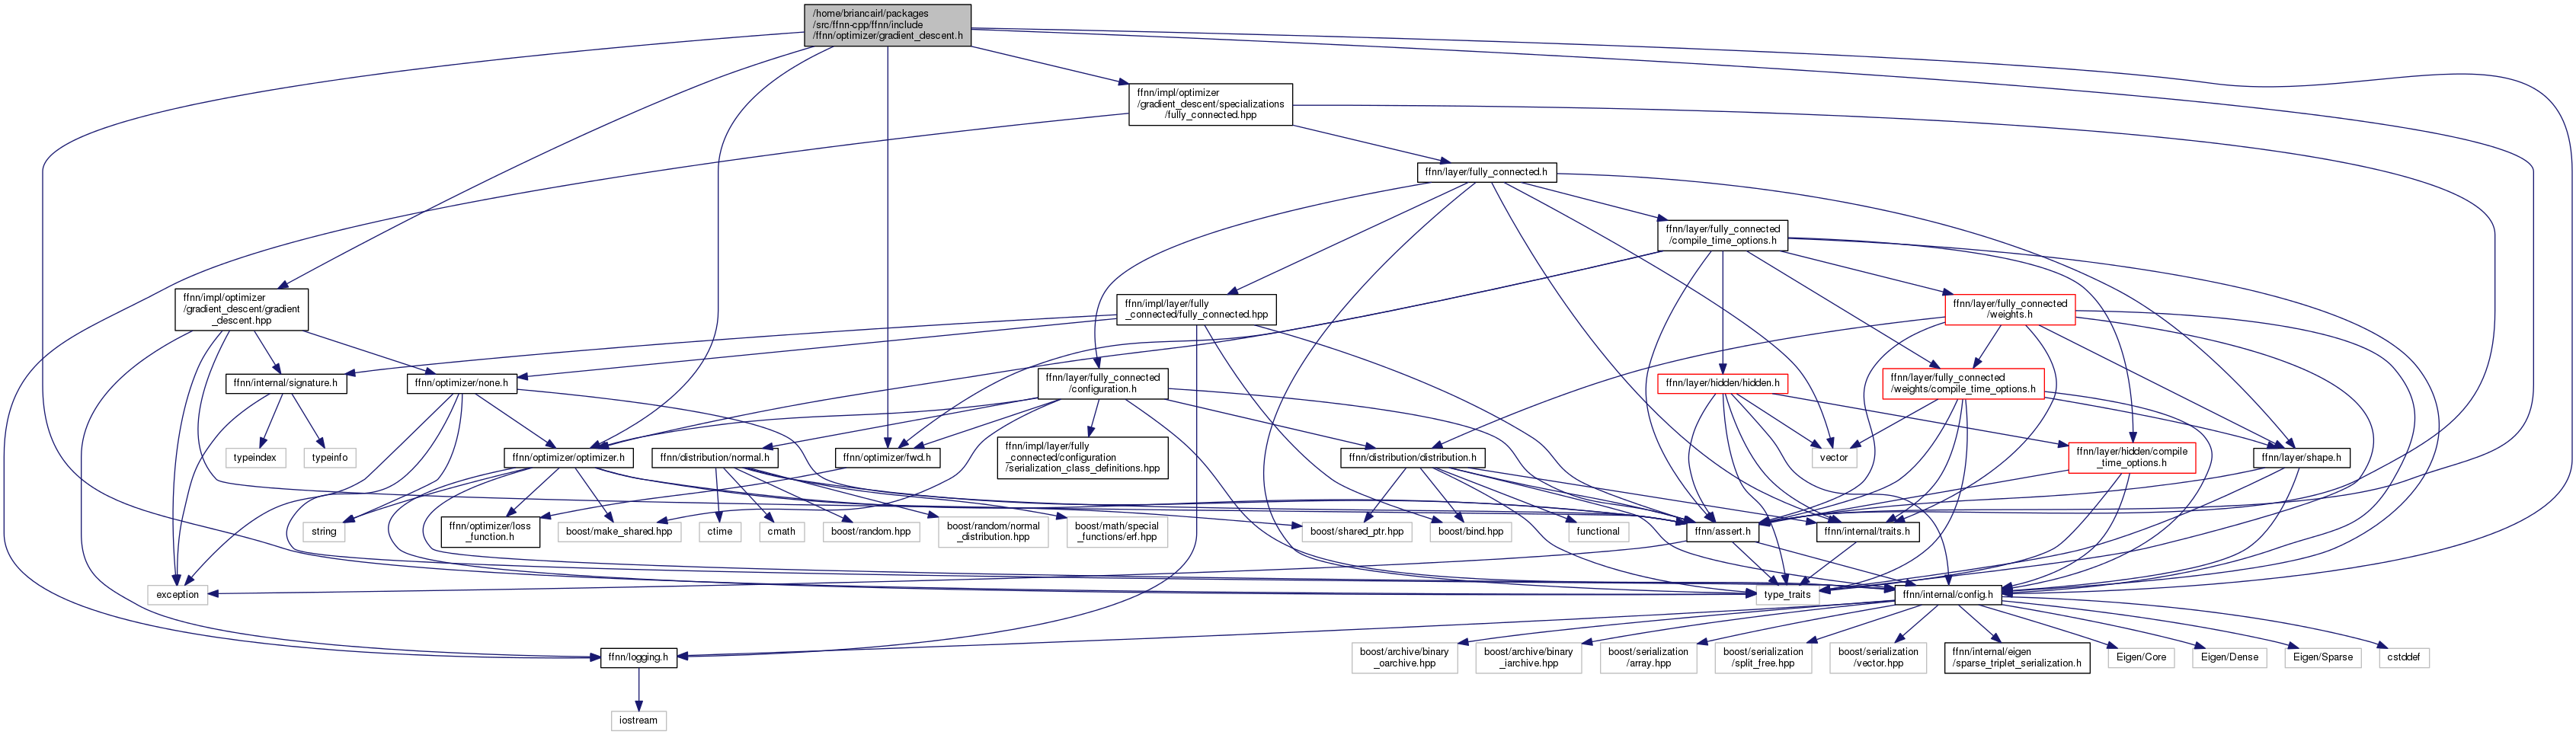 /home/briancairl/packages
/src/ffnn-cpp/ffnn/include
/ffnn/optimizer/gradient_descent.h
ffnn/impl/optimizer
/gradient_descent/specializations
/fully_connected.hpp
ffnn/layer/fully_connected.h
ffnn/layer/fully_connected
/compile_time_options.h
ffnn/impl/optimizer
/gradient_descent/gradient
_descent.hpp
ffnn/impl/layer/fully
_connected/fully_connected.hpp
ffnn/layer/fully_connected
/weights.h
ffnn/internal/signature.h
ffnn/optimizer/none.h
ffnn/layer/fully_connected
/configuration.h
ffnn/layer/hidden/hidden.h
ffnn/layer/fully_connected
/weights/compile_time_options.h
typeindex
typeinfo
ffnn/optimizer/optimizer.h
ffnn/distribution/normal.h
ffnn/optimizer/fwd.h
ffnn/impl/layer/fully
_connected/configuration
/serialization_class_definitions.hpp
ffnn/distribution/distribution.h
vector
ffnn/layer/hidden/compile
_time_options.h
ffnn/layer/shape.h
string
ffnn/optimizer/loss
_function.h
boost/make_shared.hpp
ctime
cmath
boost/random.hpp
boost/random/normal
_distribution.hpp
boost/math/special
_functions/erf.hpp
boost/shared_ptr.hpp
boost/bind.hpp
functional
ffnn/assert.h
ffnn/internal/traits.h
exception
type_traits
ffnn/internal/config.h
ffnn/logging.h
boost/archive/binary
_oarchive.hpp
boost/archive/binary
_iarchive.hpp
boost/serialization
/array.hpp
boost/serialization
/split_free.hpp
boost/serialization
/vector.hpp
ffnn/internal/eigen
/sparse_triplet_serialization.h
Eigen/Core
Eigen/Dense
Eigen/Sparse
cstddef
iostream